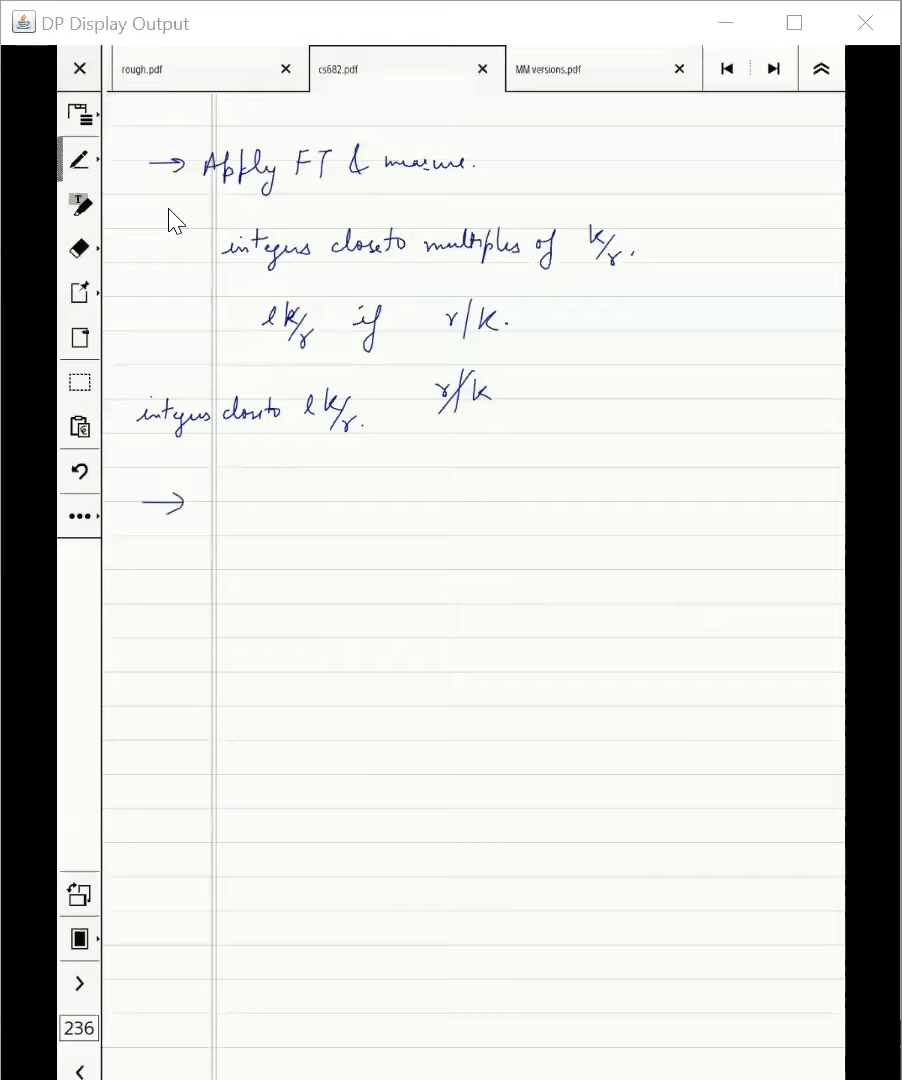 DP Display Output
rough.pdf
cs682.pdf
MM versions.pdf
→ Apply FT & measure.
integers close to multiples of k/r.
lk/r if r|k.
integers close to l k/r. r∤k
→
236